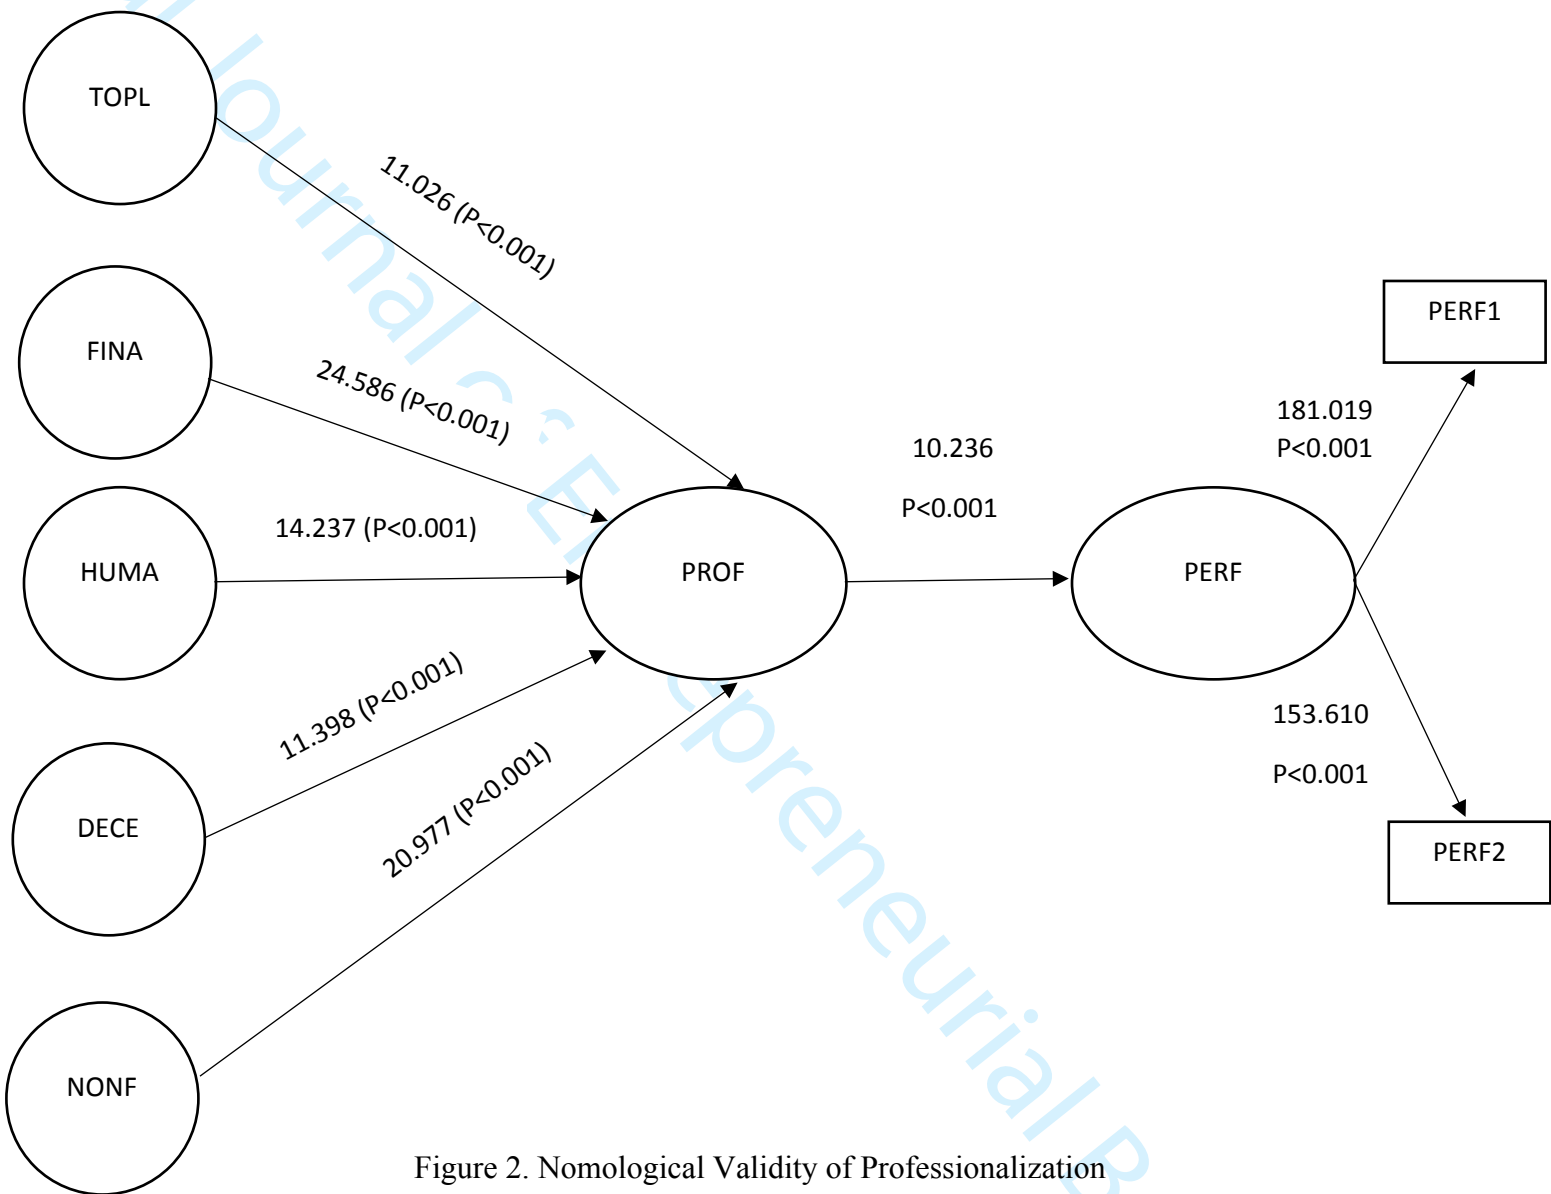 TOPL
11.026 (P<0.001)
FINA
24.586 (P<0.001)
PERF1
181.019
P<0.001
10.236
P<0.001
HUMA
14.237 (P<0.001)
PROF
PERF
DECE
11.398 (P<0.001)
153.610
P<0.001
20.977 (P<0.001)
PERF2
NONF
Figure 2. Nomological Validity of Professionalization